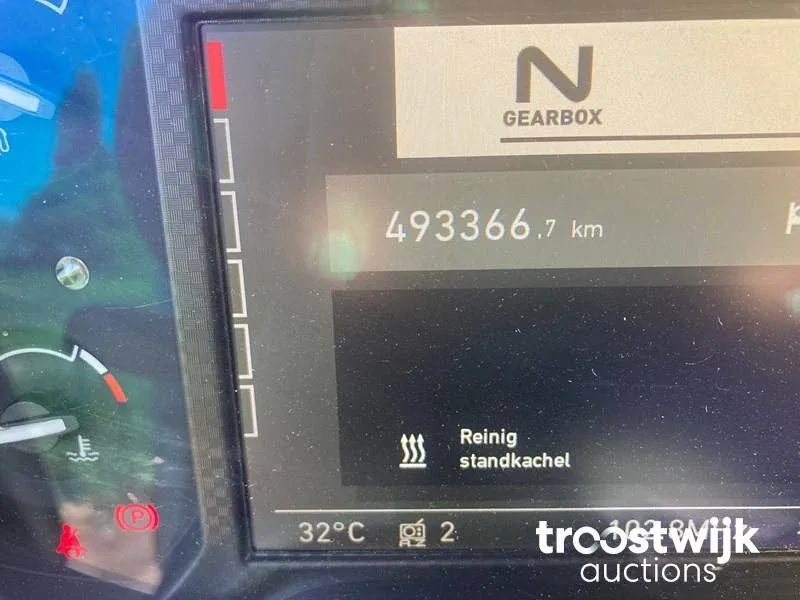 N
GEARBOX
493366.7 km
Reinig
standkachel
32°C
2
troostwijk
auctions